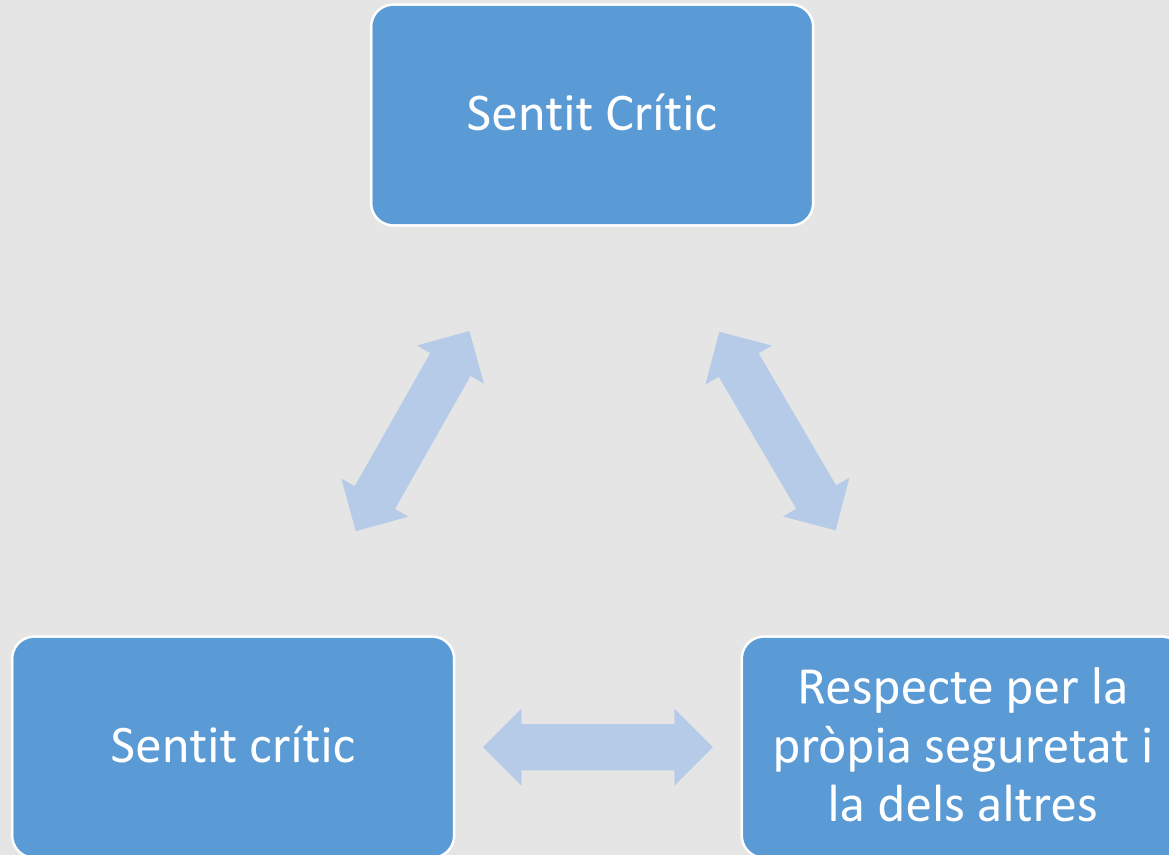 Sentit Crític
Sentit crític
Respecte per la
pròpia seguretat i
la dels altres